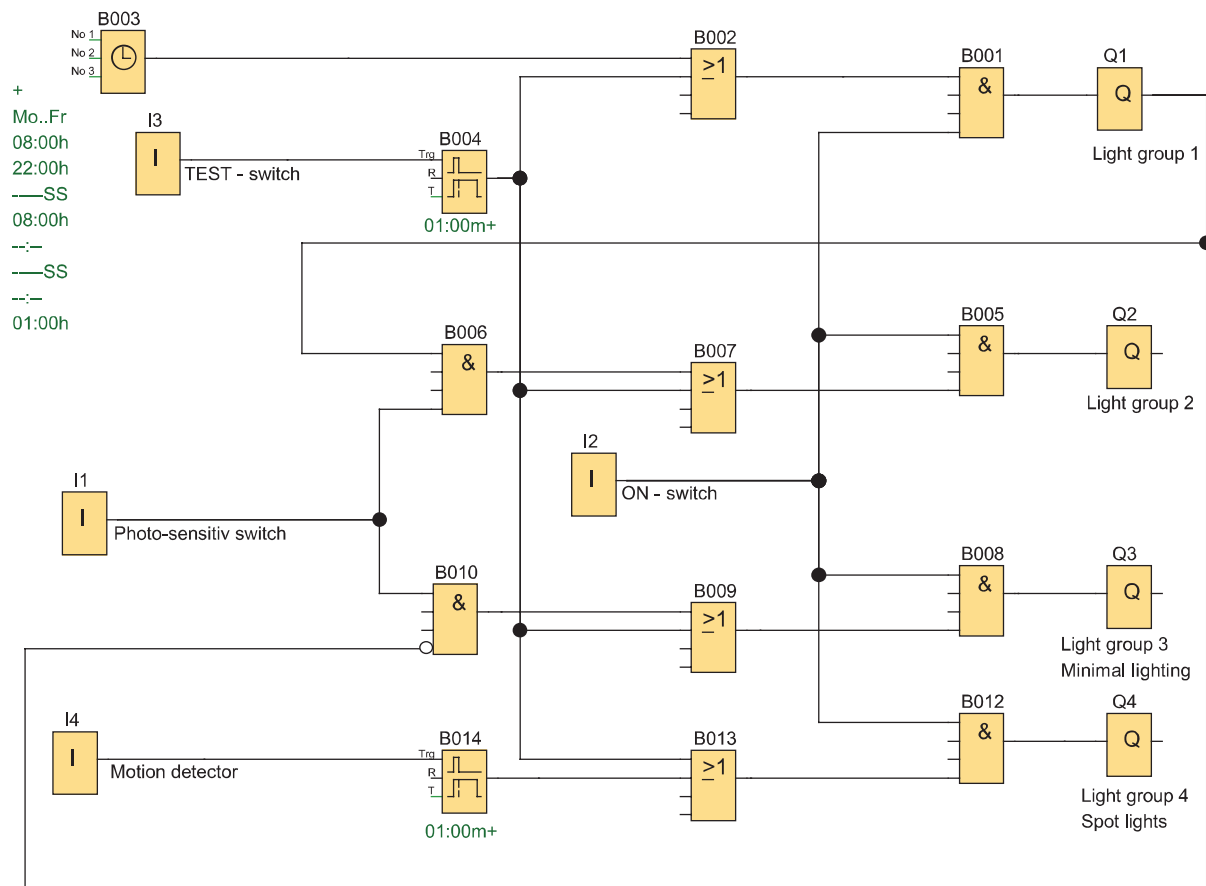 B003
No 1
No 2
No 3
+
Mo..Fr
08:00h
22:00h
-----SS
08:00h
--:--
-----SS
--:--
01:00h
I3
I
TEST - switch
B004
Trg
R
T
01:00m+
B002
>1
B001
&
Q1
Q
Light group 1
B006
&
B007
>1
B005
&
Q2
Q
Light group 2
I2
I
ON - switch
I1
I
Photo-sensitiv switch
B010
&
B009
>1
B008
&
Q3
Q
Light group 3
Minimal lighting
I4
I
Motion detector
B014
Trg
R
T
01:00m+
B013
>1
B012
&
Q4
Q
Light group 4
Spot lights